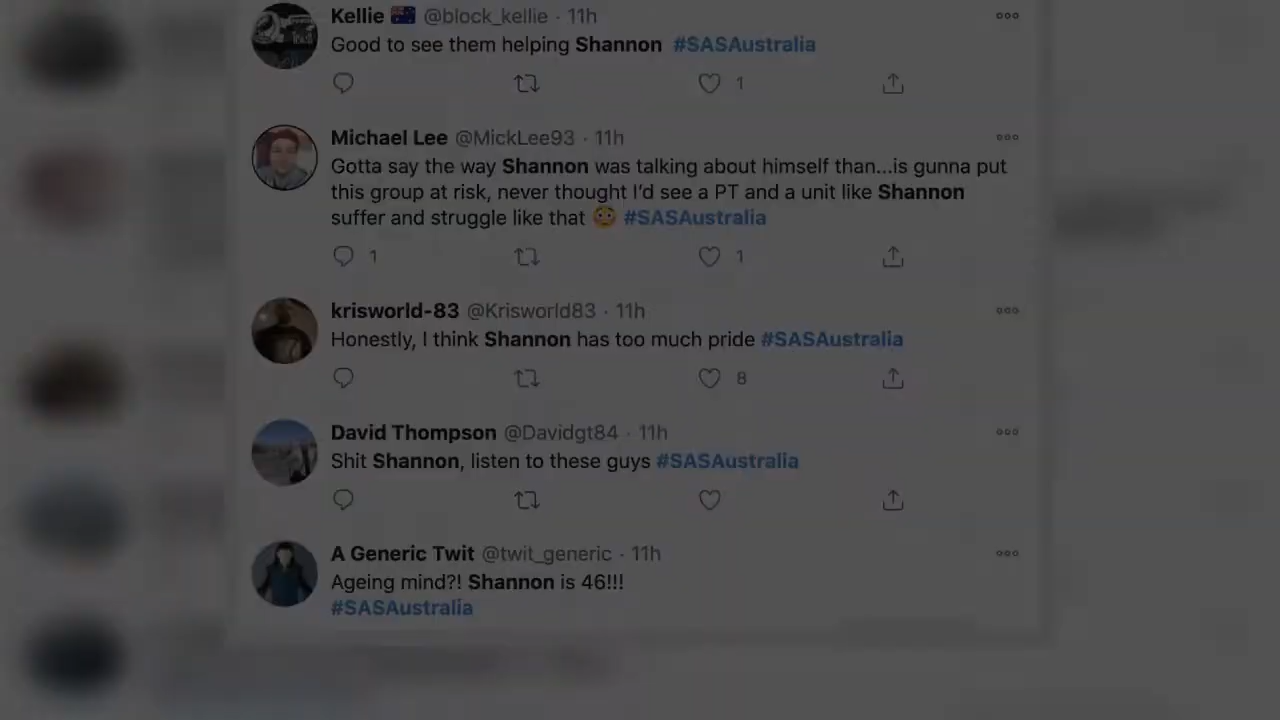 Kellie 🇦🇺 @block_kellie · 11h
Good to see them helping Shannon #SASAustralia
1
Michael Lee @MickLee93 · 11h
Gotta say the way Shannon was talking about himself than...is gunna put
this group at risk, never thought I'd see a PT and a unit like Shannon
suffer and struggle like that 😳 #SASAustralia
1 1
krisworld-83 @Krisworld83 · 11h
Honestly, I think Shannon has too much pride #SASAustralia
8
David Thompson @Davidgt84 · 11h
Shit Shannon, listen to these guys #SASAustralia
A Generic Twit @twit_generic · 11h
Ageing mind?! Shannon is 46!!!
#SASAustralia